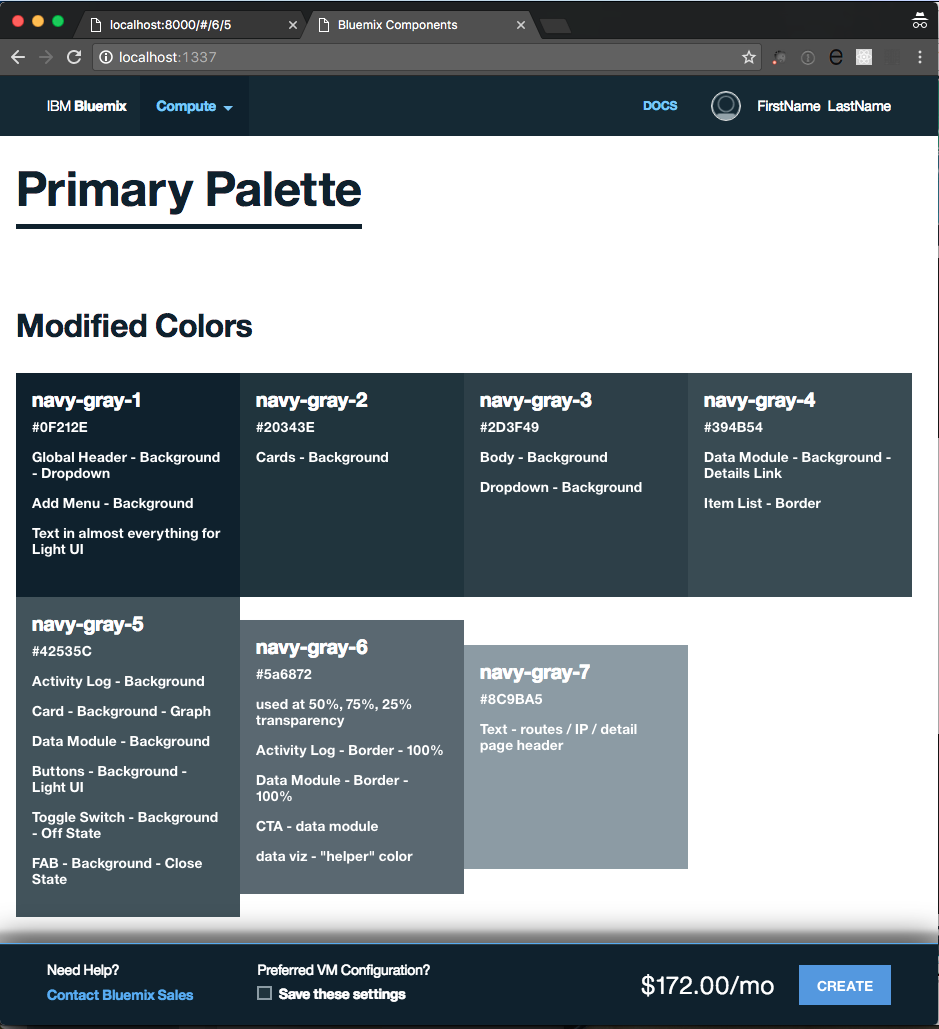 localhost:8000/#/6/5
Bluemix Components
localhost:1337
IBM Bluemix
Compute
DOCS
FirstName LastName
Primary Palette
Modified Colors
navy-gray-1
#0F212E
Global Header - Background
- Dropdown
Add Menu - Background
Text in almost everything for
Light UI
navy-gray-2
#20343E
Cards - Background
navy-gray-3
#2D3F49
Body - Background
Dropdown - Background
navy-gray-4
#394B54
Data Module - Background -
Details Link
Item List - Border
navy-gray-5
#42535C
Activity Log - Background
Card - Background - Graph
Data Module - Background
Buttons - Background -
Light UI
Toggle Switch - Background
- Off State
FAB - Background - Close
State
navy-gray-6
#5a6872
used at 50%, 75%, 25%
transparency
Activity Log - Border - 100%
Data Module - Border -
100%
CTA - data module
data viz - "helper" color
navy-gray-7
#8C9BA5
Text - routes / IP / detail
page header
Need Help?
Contact Bluemix Sales
Preferred VM Configuration?
Save these settings
$172.00/mo
CREATE